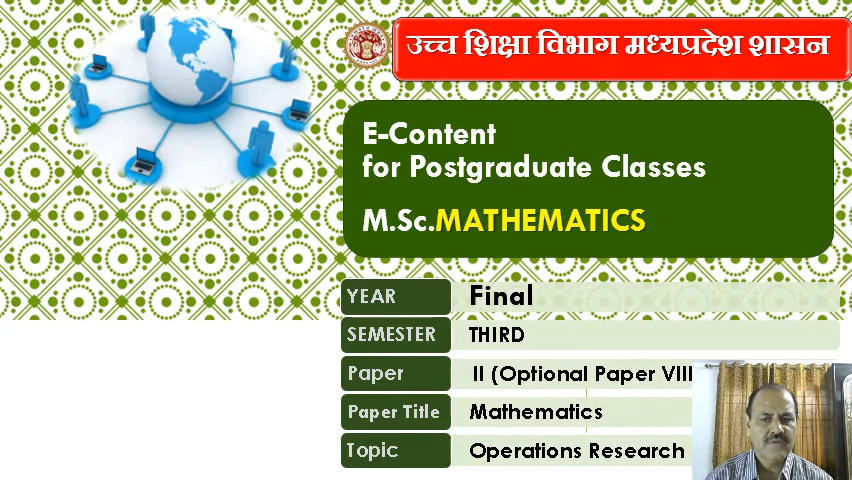 उच्च शिक्षा विभाग मध्यप्रदेश शासन
E-Content
for Postgraduate Classes
M.Sc.MATHEMATICS
YEAR Final
SEMESTER THIRD
Paper II (Optional Paper VIII
Paper Title Mathematics
Topic Operations Research